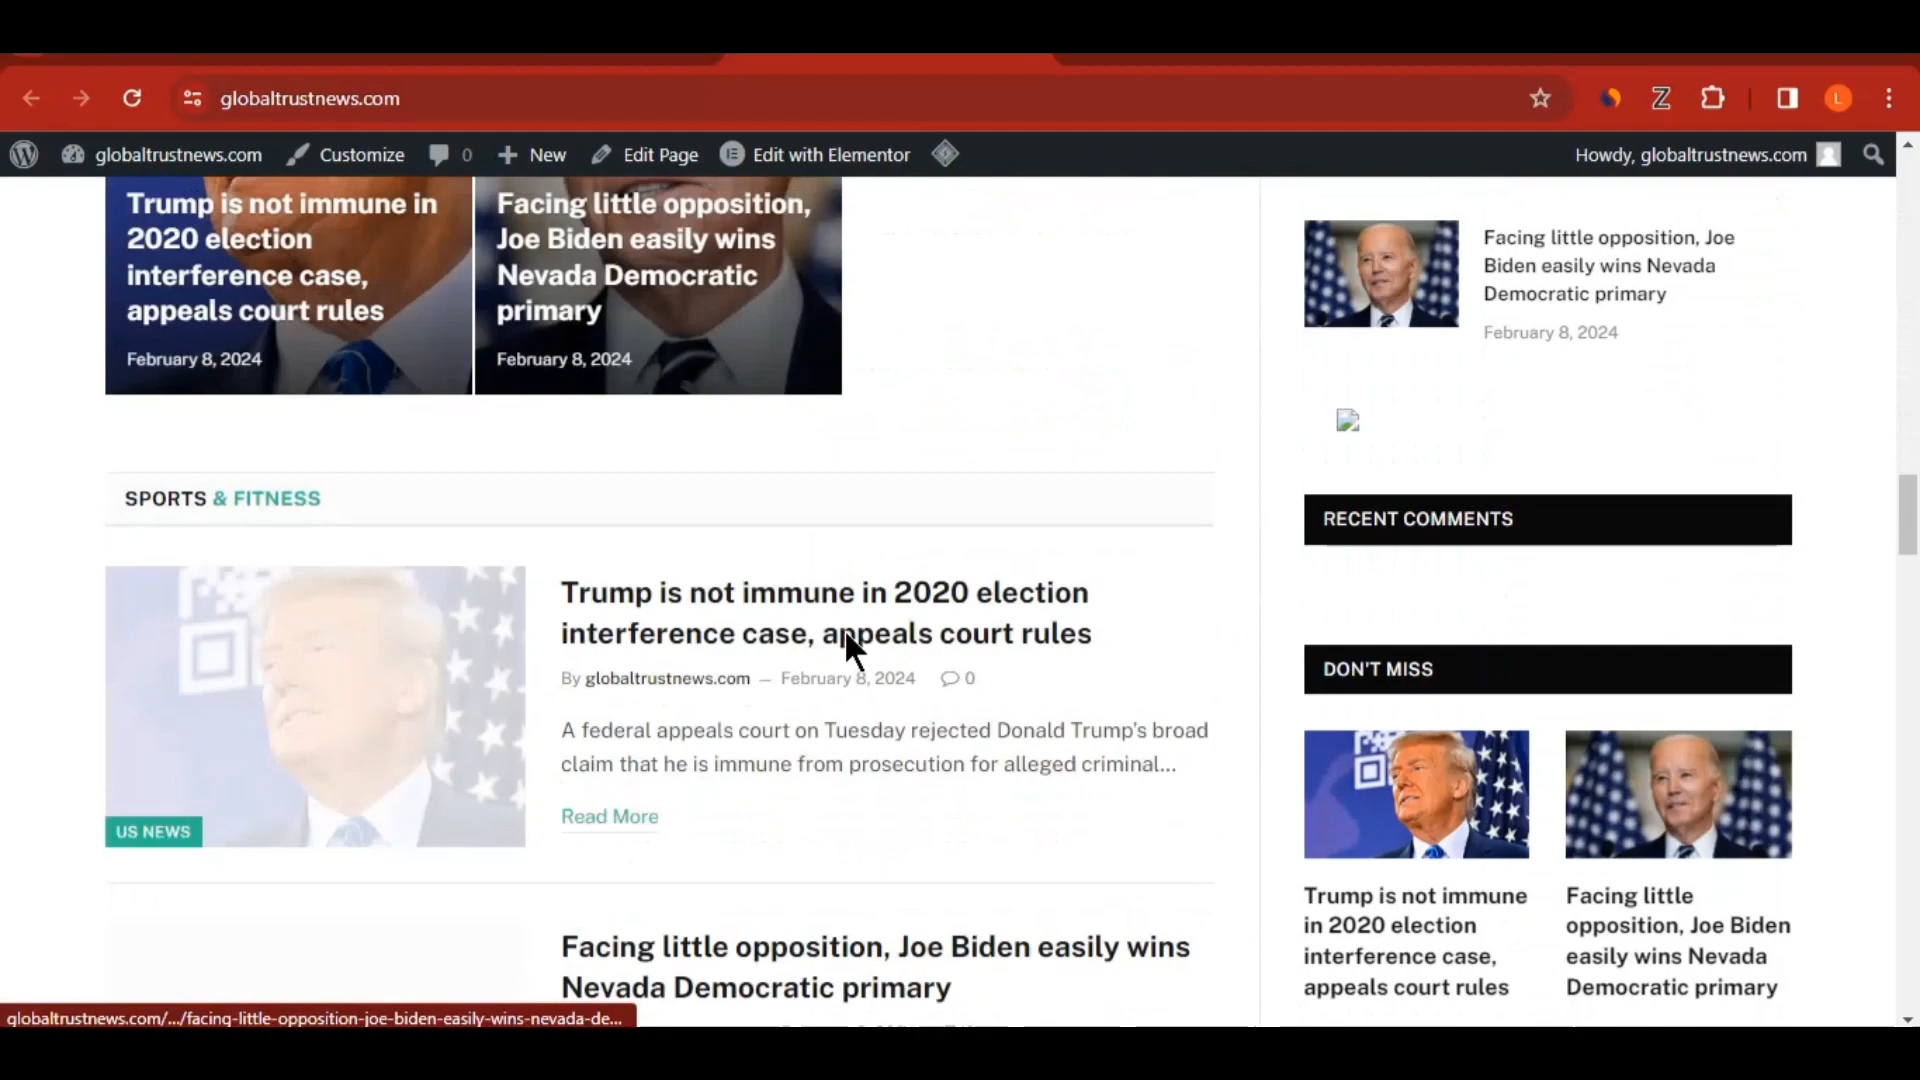 globaltrustnews.com
globaltrustnews.com Customize 0 New Edit Page Edit with Elementor Howdy, globaltrustnews.com
Trump is not immune in
2020 election
interference case,
appeals court rules
February 8, 2024
Facing little opposition,
Joe Biden easily wins
Nevada Democratic
primary
February 8, 2024
SPORTS & FITNESS
Trump is not immune in 2020 election
interference case, appeals court rules
By globaltrustnews.com — February 8, 2024 0
A federal appeals court on Tuesday rejected Donald Trump's broad
claim that he is immune from prosecution for alleged criminal...
Read More
US NEWS
Facing little opposition, Joe Biden easily wins
Nevada Democratic primary
Facing little opposition, Joe
Biden easily wins Nevada
Democratic primary
February 8, 2024
RECENT COMMENTS
DON'T MISS
Trump is not immune
in 2020 election
interference case,
appeals court rules
Facing little
opposition, Joe Biden
easily wins Nevada
Democratic primary
globaltrustnews.com/.../facing-little-opposition-joe-biden-easily-wins-nevada-de...